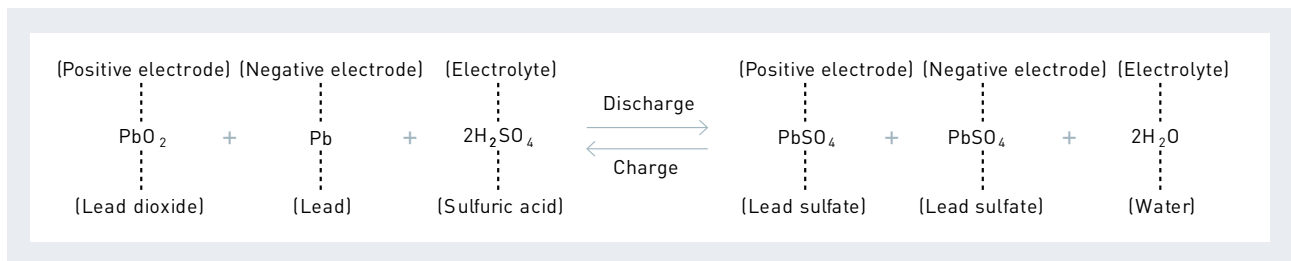 (Positive electrode) (Negative electrode) (Electrolyte) (Positive electrode) (Negative electrode) (Electrolyte)
Discharge
PbO₂ + Pb + 2H₂SO₄ PbSO₄ + PbSO₄ + 2H₂O
Charge
(Lead dioxide) (Lead) (Sulfuric acid) (Lead sulfate) (Lead sulfate) (Water)